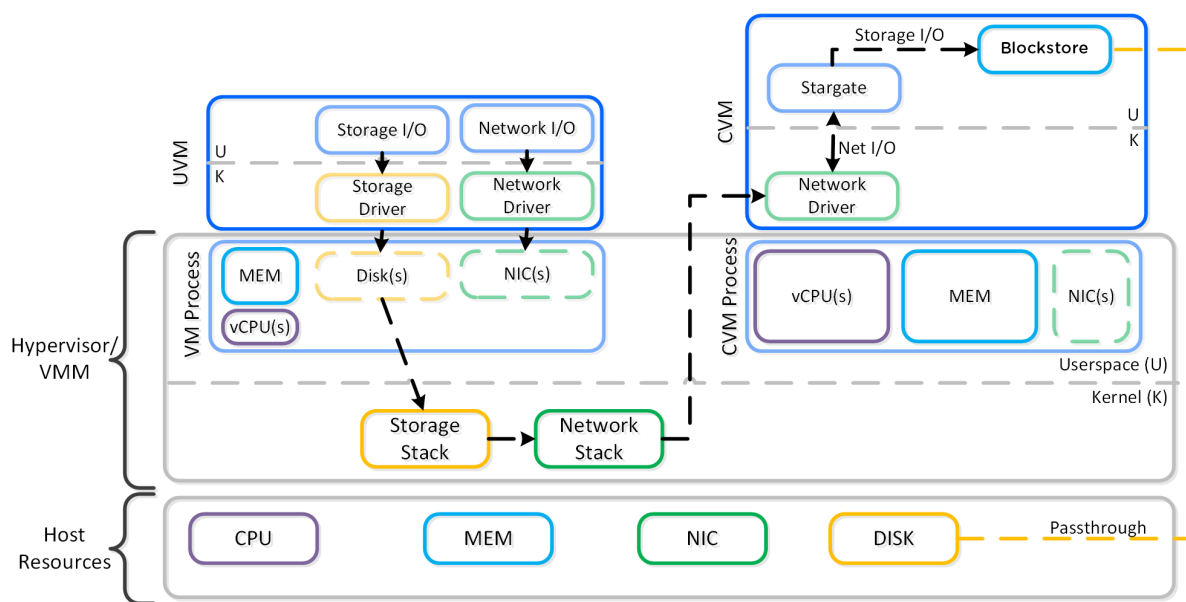 Storage I/O
Blockstore
Stargate
CVM
U
K
Net I/O
Network
Driver
UVM
Storage I/O
Network I/O
U
K
Storage
Driver
Network
Driver
Hypervisor/
VMM
VM Process
MEM
vCPU(s)
Disk(s)
NIC(s)
CVM Process
vCPU(s)
MEM
NIC(s)
Userspace (U)
Kernel (K)
Storage
Stack
Network
Stack
Host
Resources
CPU
MEM
NIC
DISK
Passthrough